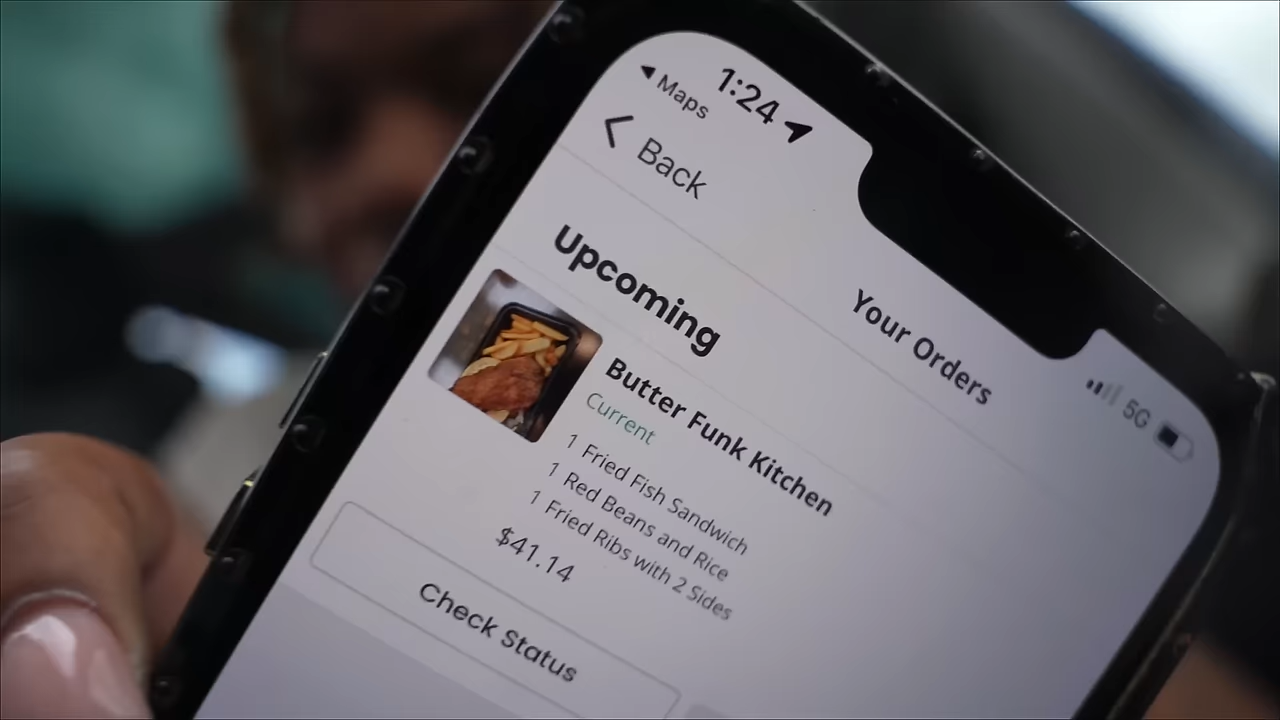 1:24
Maps
5G
Back
Your Orders
Upcoming
Butter Funk Kitchen
Current
1 Fried Fish Sandwich
1 Red Beans and Rice
1 Fried Ribs with 2 Sides
$41.14
Check Status